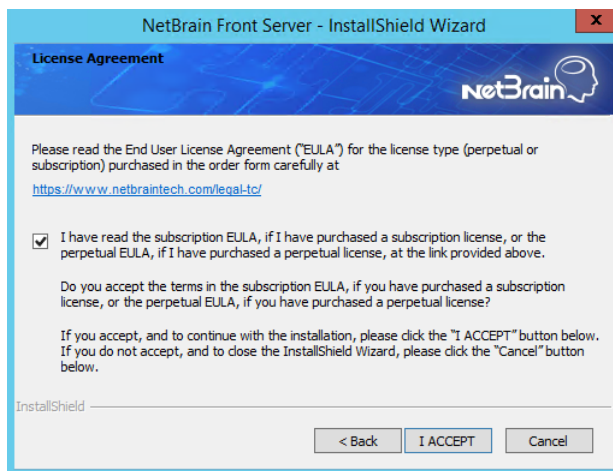 NetBrain Front Server - InstallShield Wizard
x
License Agreement
NetBrain
Please read the End User License Agreement ("EULA") for the license type (perpetual or
subscription) purchased in the order form carefully at
https://www.netbraintech.com/legal-tc/
I have read the subscription EULA, if I have purchased a subscription license, or the
perpetual EULA, if I have purchased a perpetual license, at the link provided above.
Do you accept the terms in the subscription EULA, if you have purchased a subscription
license, or the perpetual EULA, if you have purchased a perpetual license?
If you accept, and to continue with the installation, please click the "I ACCEPT" button below.
If you do not accept, and to close the InstallShield Wizard, please click the "Cancel" button
below.
InstallShield
< Back I ACCEPT Cancel